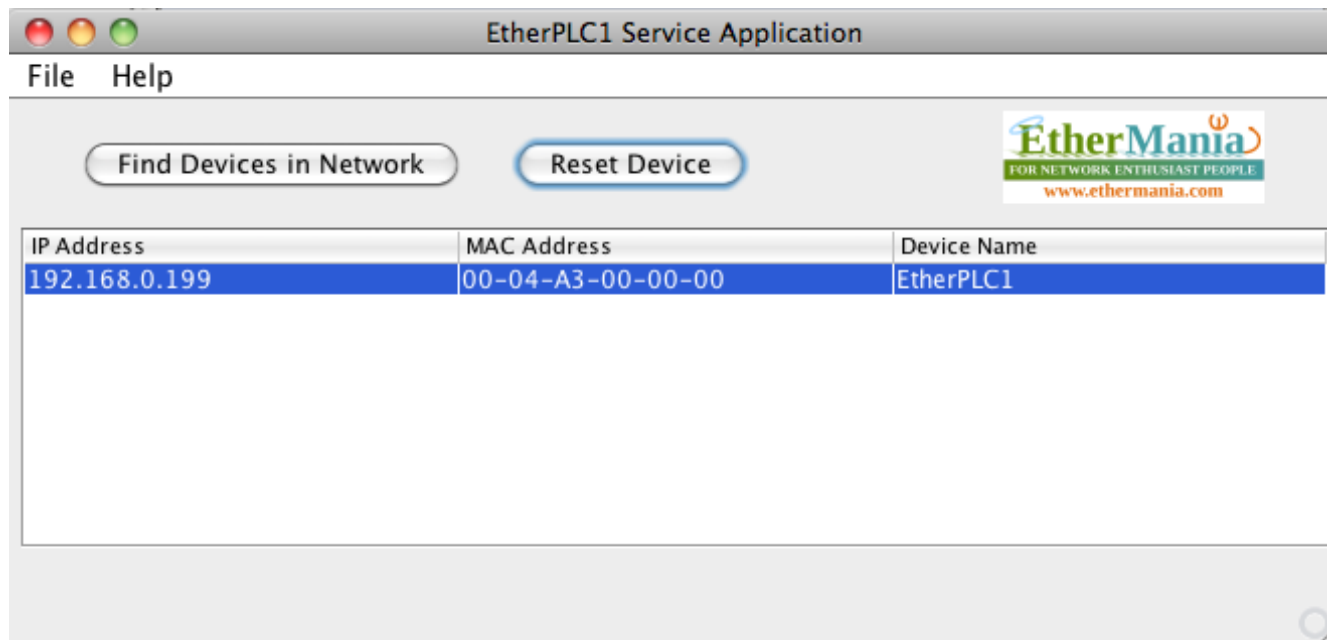 EtherPLC1 Service Application
File Help
Find Devices in Network Reset Device
EtherMania
FOR NETWORK ENTHUSIAST PEOPLE
www.ethermania.com
IP Address MAC Address Device Name
192.168.0.199 00-04-A3-00-00-00 EtherPLC1